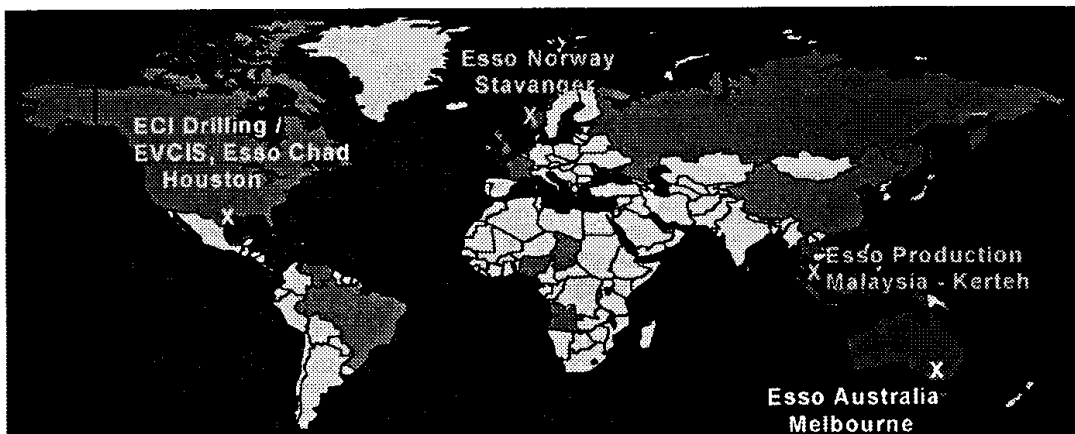 Esso Norway
Stavanger
X
ECI Drilling /
EVCIS, Esso Chad
Houston
X
Esso Production
X
Malaysia - Kerteh
X
Esso Australia
Melbourne